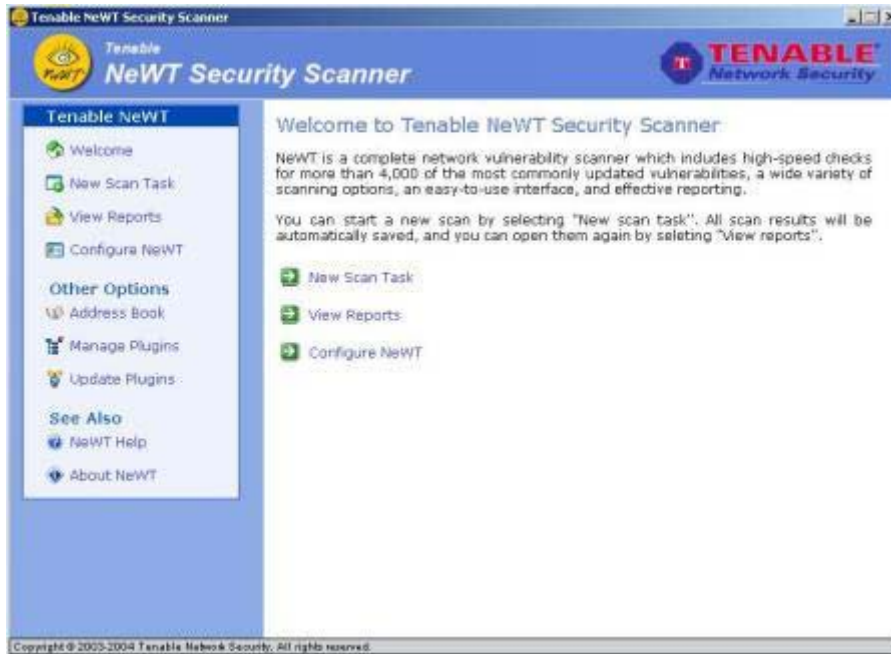 Tenable NeWT Security Scanner
Tenable
NeWT Security Scanner
NeWT
TENABLE
Network Security
Tenable NeWT
Welcome
New Scan Task
View Reports
Configure NeWT
Other Options
Address Book
Manage Plugins
Update Plugins
See Also
NeWT Help
About NeWT
Welcome to Tenable NeWT Security Scanner
NeWT is a complete network vulnerability scanner which includes high-speed checks
for more than 4,000 of the most commonly updated vulnerabilities, a wide variety of
scanning options, an easy-to-use interface, and effective reporting.
You can start a new scan by selecting "New scan task". All scan results will be
automatically saved, and you can open them again by seleting "View reports".
New Scan Task
View Reports
Configure NeWT
Copyright © 2003-2004 Tenable Network Security, All rights reserved.